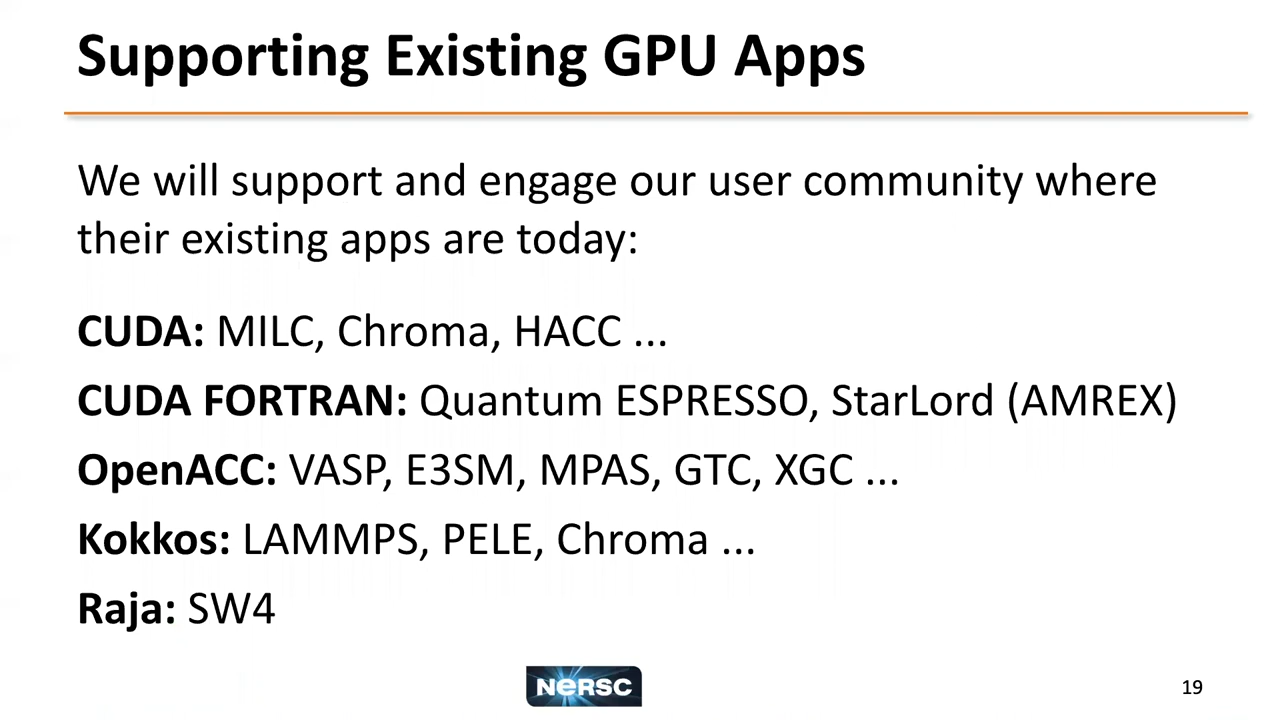 Supporting Existing GPU Apps
We will support and engage our user community where
their existing apps are today:
CUDA: MILC, Chroma, HACC ...
CUDA FORTRAN: Quantum ESPRESSO, StarLord (AMREX)
OpenACC: VASP, E3SM, MPAS, GTC, XGC ...
Kokkos: LAMMPS, PELE, Chroma ...
Raja: SW4
NERSC
19